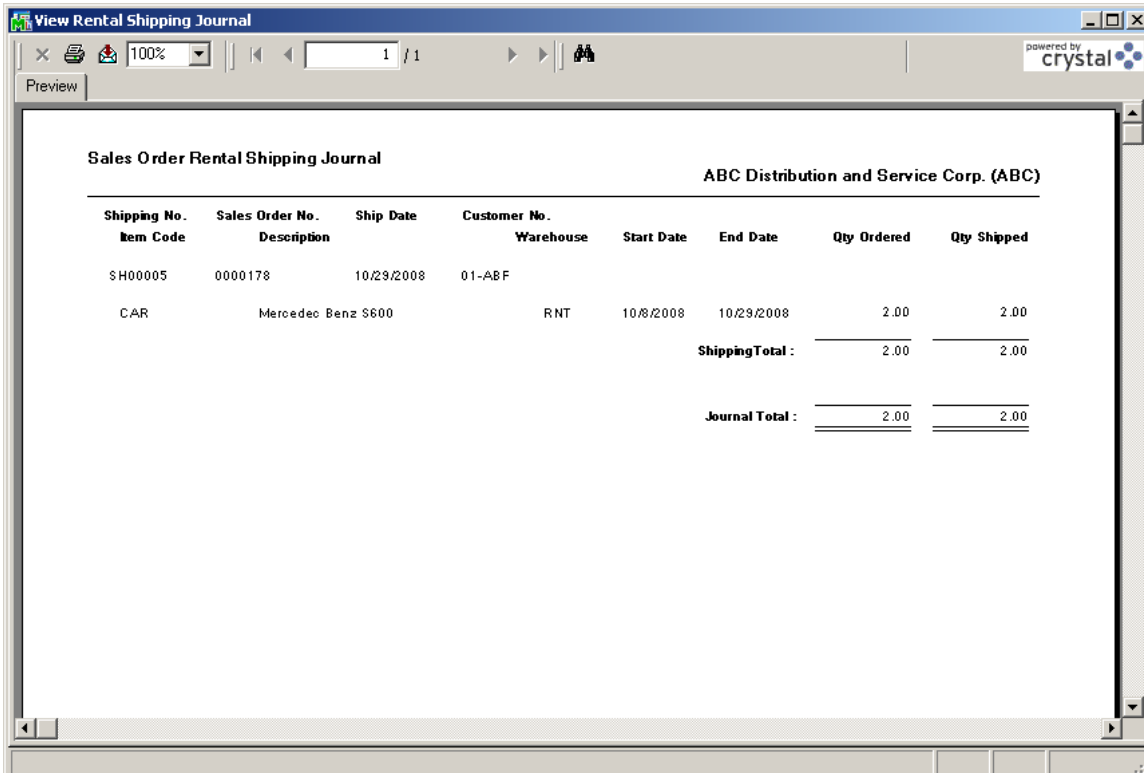 View Rental Shipping Journal
100% 1 / 1 powered by crystal
Preview
Sales Order Rental Shipping Journal
ABC Distribution and Service Corp. (ABC)
Shipping No. Sales Order No. Ship Date Customer No.
Item Code Description Warehouse Start Date End Date Qty Ordered Qty Shipped
SH00005 0000178 10/29/2008 01-ABF
CAR Mercedec Benz S600 RNT 10/8/2008 10/29/2008 2.00 2.00
ShippingTotal : 2.00 2.00
Journal Total : 2.00 2.00